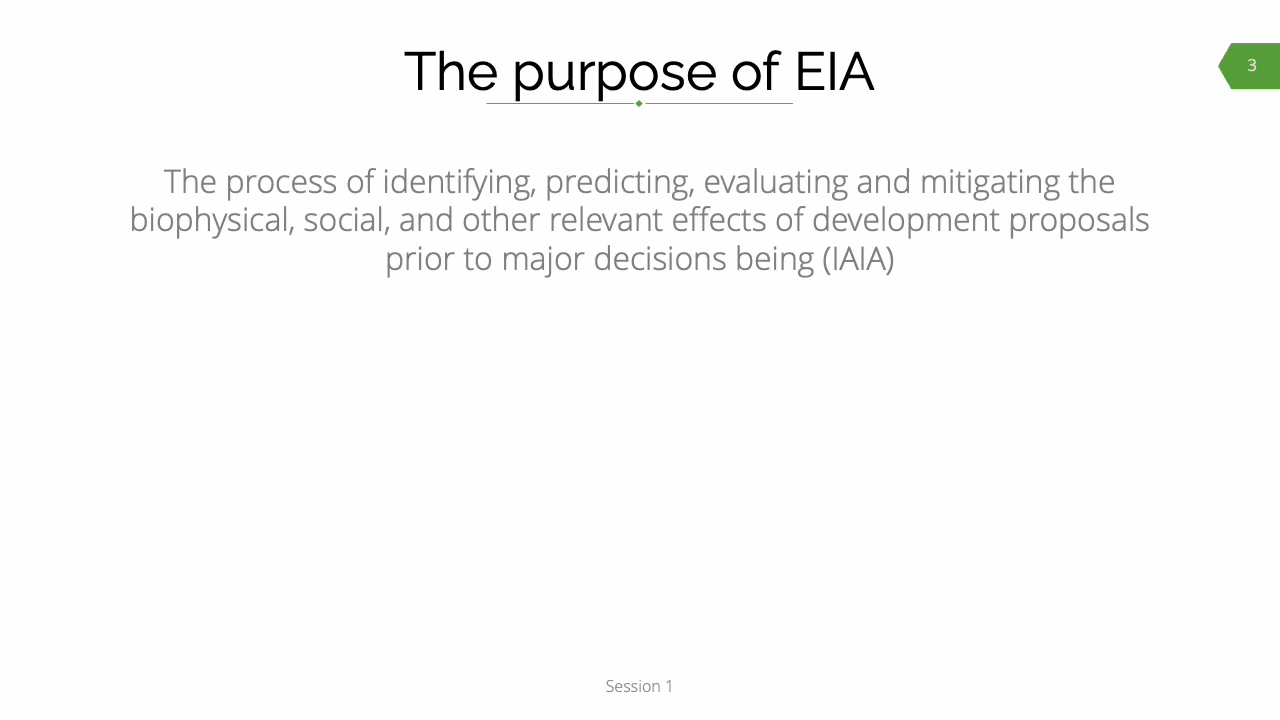 The purpose of EIA
3
The process of identifying, predicting, evaluating and mitigating the
biophysical, social, and other relevant effects of development proposals
prior to major decisions being (IAIA)
Session 1